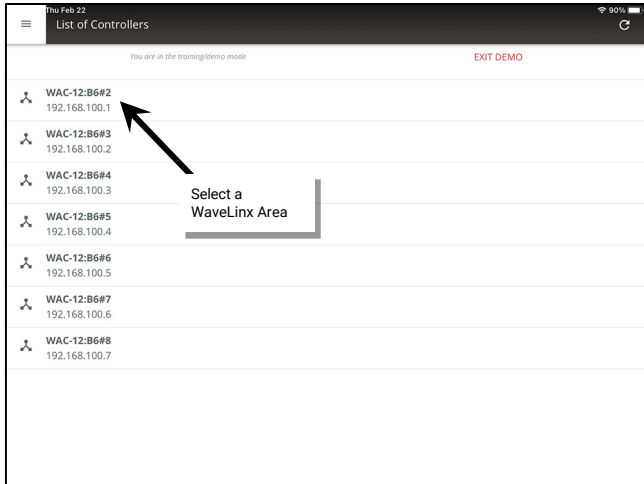 Thu Feb 22
90%
List of Controllers
You are in the training/demo mode
EXIT DEMO
WAC-12:B6#2
192.168.100.1
WAC-12:B6#3
192.168.100.2
WAC-12:B6#4
192.168.100.3
Select a
WaveLinx Area
WAC-12:B6#5
192.168.100.4
WAC-12:B6#6
192.168.100.5
WAC-12:B6#7
192.168.100.6
WAC-12:B6#8
192.168.100.7